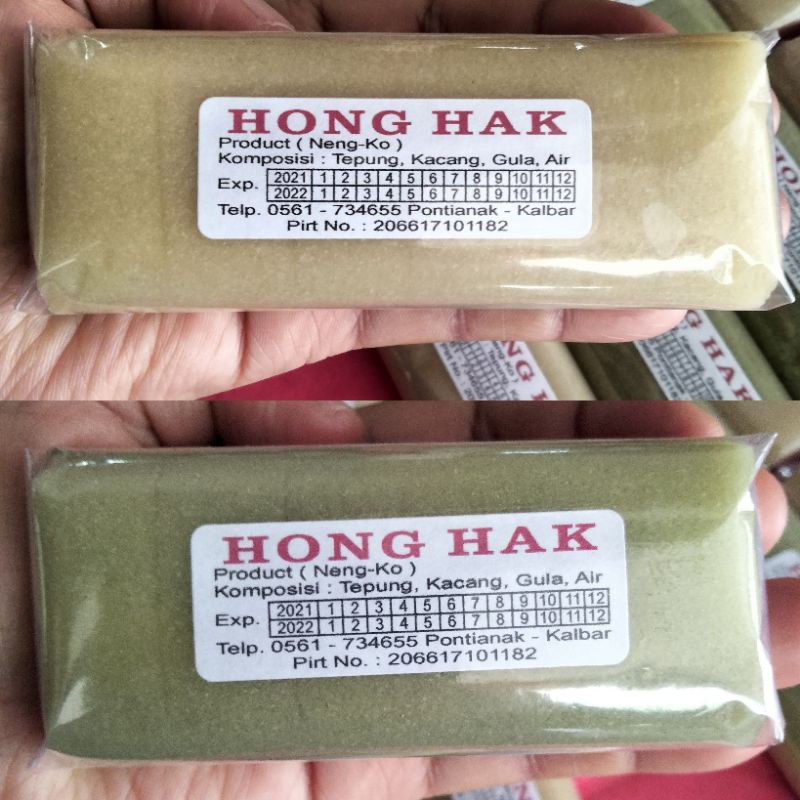 HONG HAK
Product ( Neng-Ko )
Komposisi : Tepung, Kacang, Gula, Air
Exp. 2021 1 2 3 4 5 6 7 8 9 10 11 12
2022 1 2 3 4 5 6 7 8 9 10 11 12
Telp. 0561 - 734655 Pontianak - Kalbar
Pirt No. : 206617101182
HONG HAK
Product ( Neng-Ko )
Komposisi : Tepung, Kacang, Gula, Air
Exp. 2021 1 2 3 4 5 6 7 8 9 10 11 12
2022 1 2 3 4 5 6 7 8 9 10 11 12
Telp. 0561 - 734655 Pontianak - Kalbar
Pirt No. : 206617101182